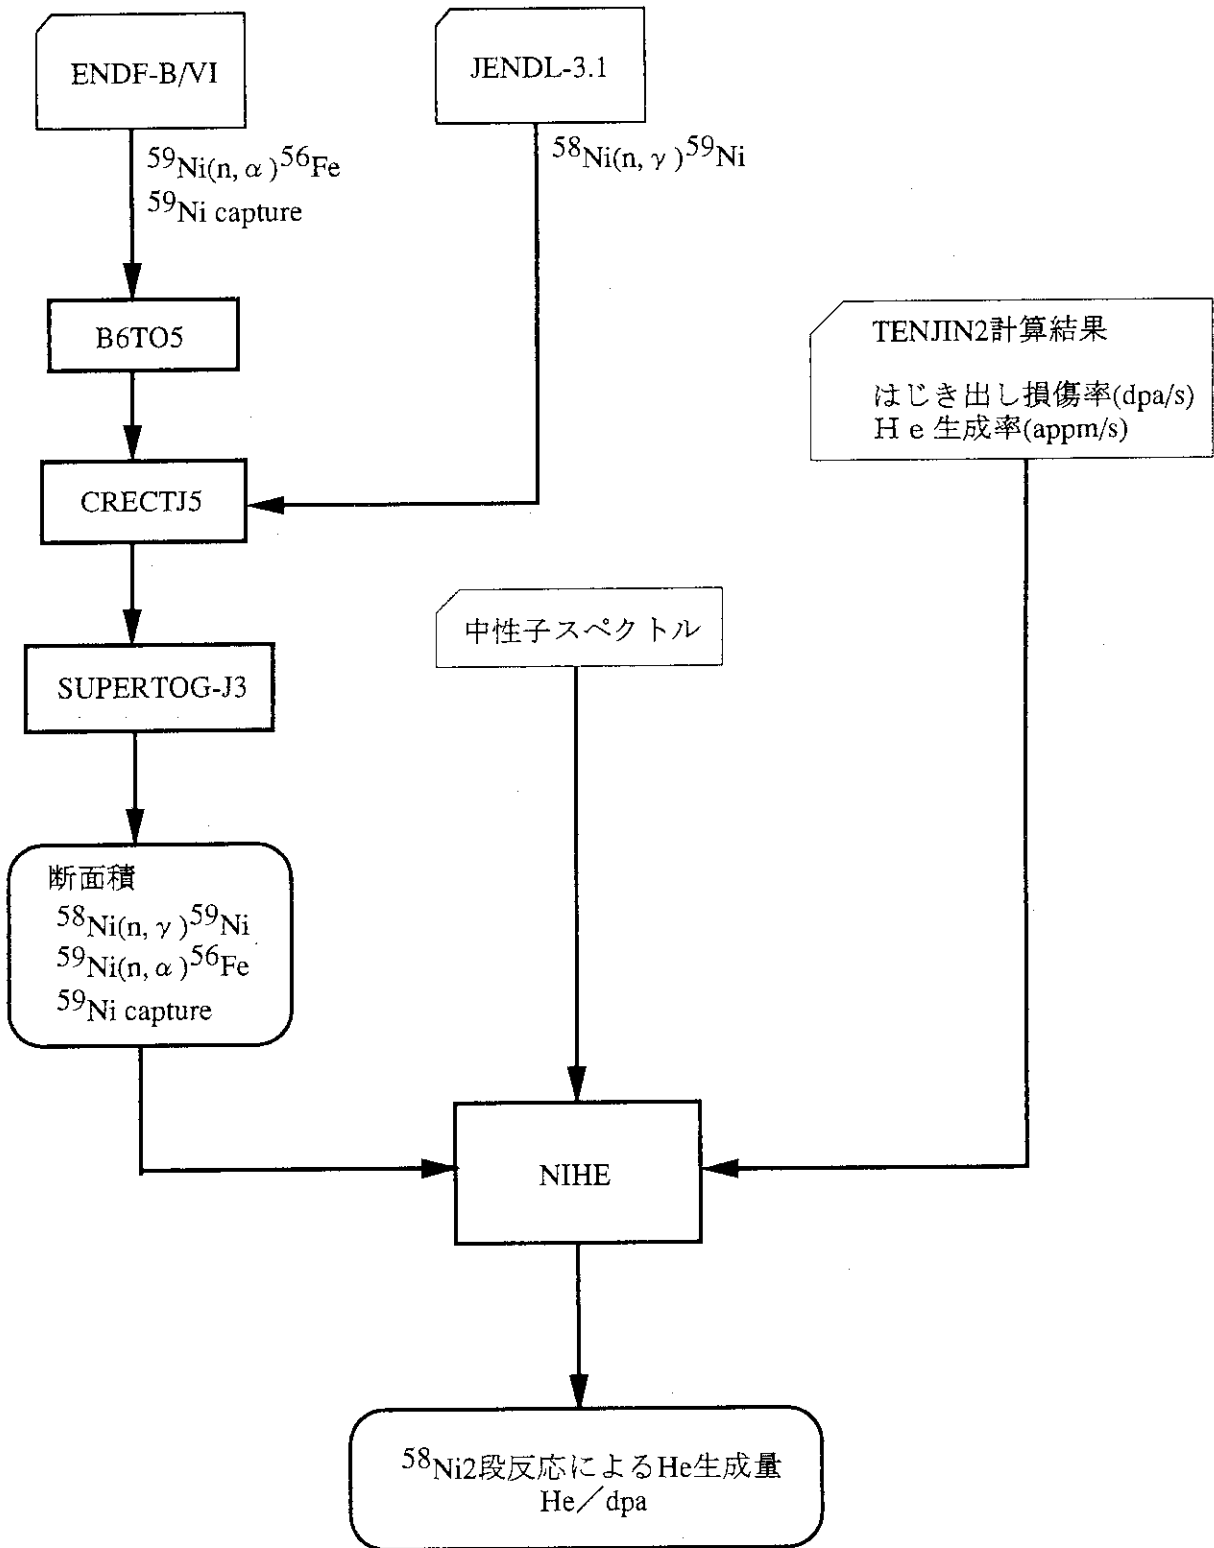 ENDF-B/VI
JENDL-3.1
⁵⁹Ni(n, α)⁵⁶Fe
⁵⁹Ni capture
⁵⁸Ni(n, γ)⁵⁹Ni
B6TO5
TENJIN2計算結果
はじき出し損傷率(dpa/s)
Ｈｅ生成率(appm/s)
CRECTJ5
中性子スペクトル
SUPERTOG-J3
断面積
⁵⁸Ni(n, γ)⁵⁹Ni
⁵⁹Ni(n, α)⁵⁶Fe
⁵⁹Ni capture
NIHE
⁵⁸Ni2段反応によるHe生成量
He／dpa